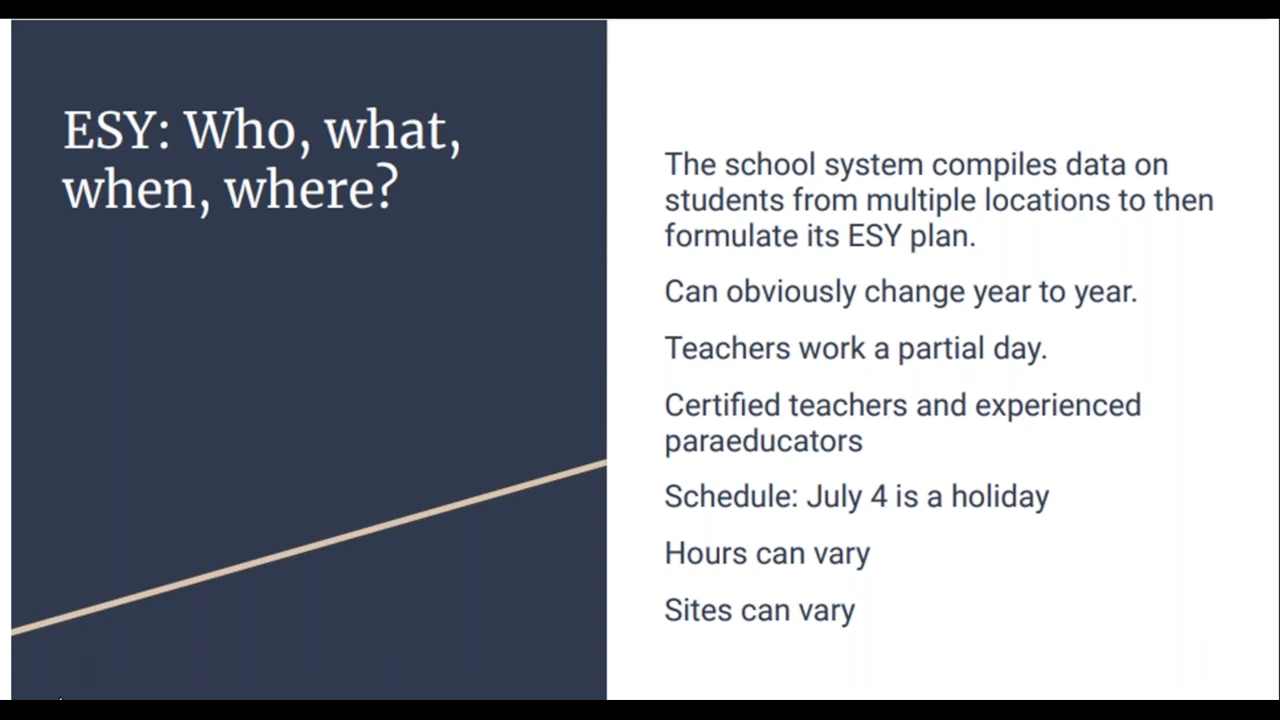 ESY: Who, what,
when, where?
The school system compiles data on
students from multiple locations to then
formulate its ESY plan.
Can obviously change year to year.
Teachers work a partial day.
Certified teachers and experienced
paraeducators
Schedule: July 4 is a holiday
Hours can vary
Sites can vary